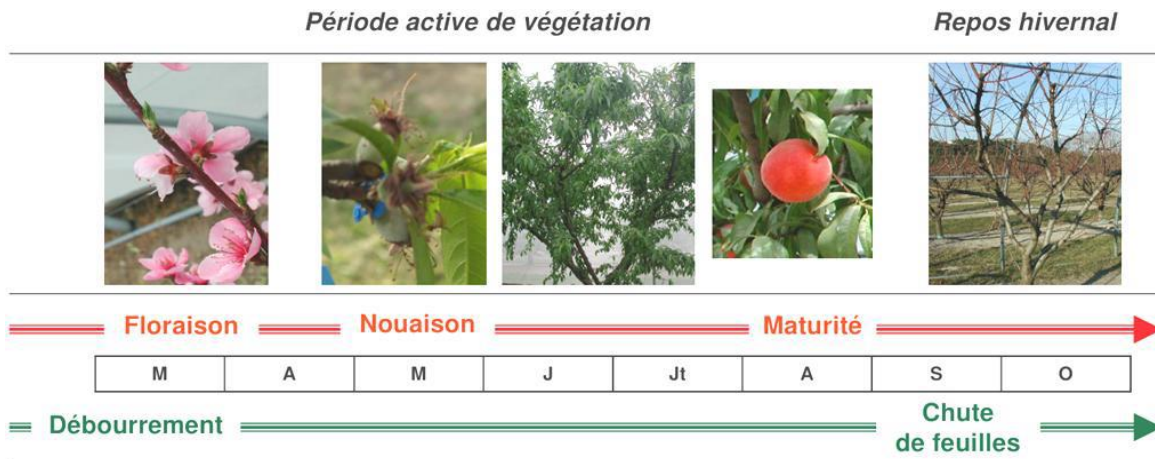 Période active de végétation Repos hivernal
Floraison Nouaison Maturité
M A M J Jt A S O
Débourrement Chute
de feuilles